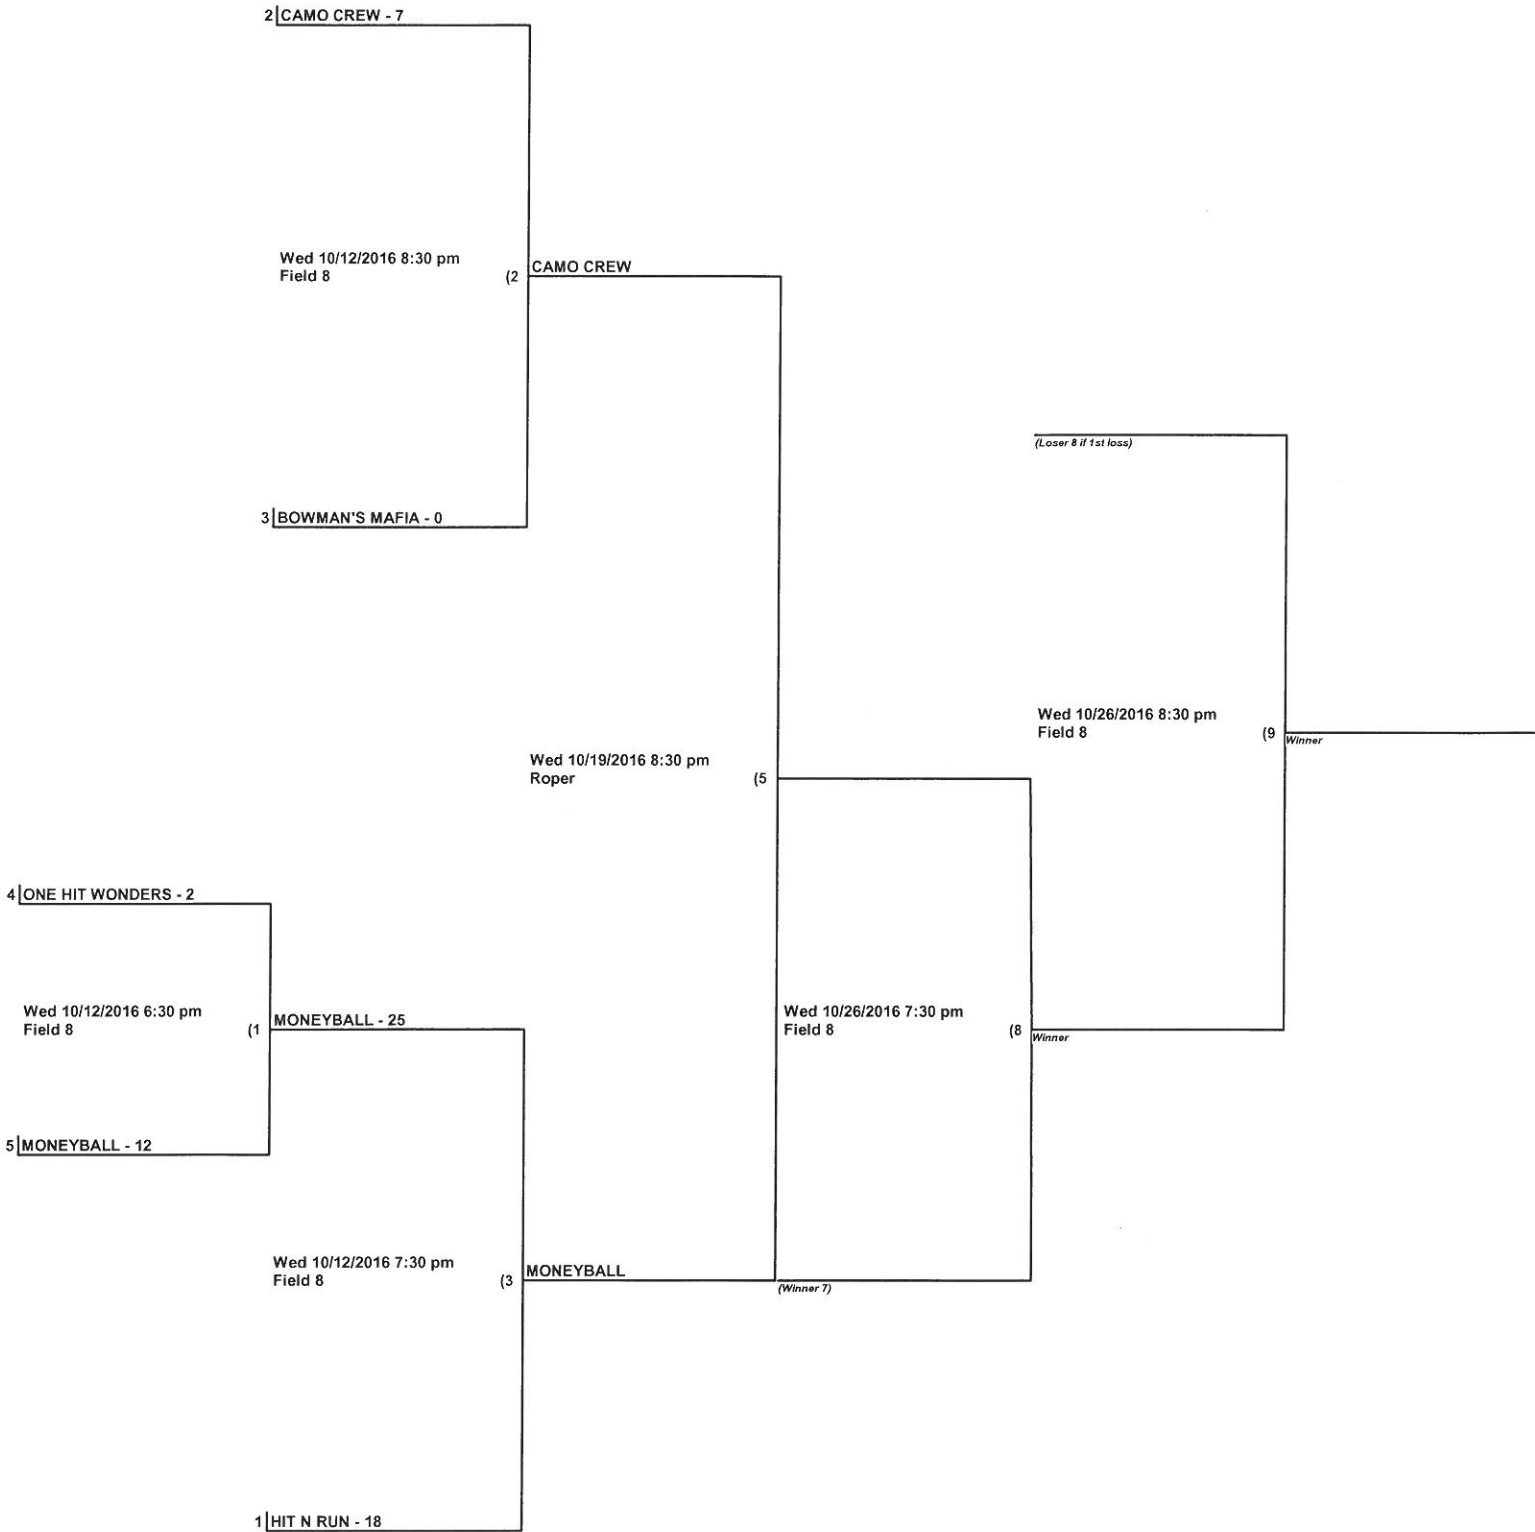 2 CAMO CREW - 7
Wed 10/12/2016 8:30 pm
Field 8
(2
CAMO CREW
3 BOWMAN'S MAFIA - 0
(Loser 8 if 1st loss)
Wed 10/26/2016 8:30 pm
Field 8
(9
Winner
Wed 10/19/2016 8:30 pm
Roper
(5
4 ONE HIT WONDERS - 2
Wed 10/12/2016 6:30 pm
Field 8
(1
MONEYBALL - 25
5 MONEYBALL - 12
Wed 10/26/2016 7:30 pm
Field 8
(8
Winner
Wed 10/12/2016 7:30 pm
Field 8
(3
MONEYBALL
(Winner 7)
1 HIT N RUN - 18